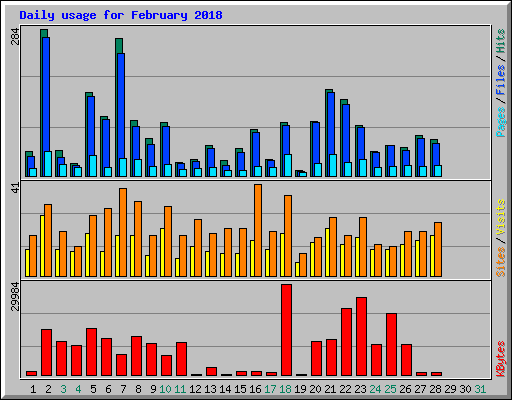 Daily usage for February 2018
284
Pages / Files / Hits
41
Sites / Visits
29984
KBytes
1 2 3 4 5 6 7 8 9 10 11 12 13 14 15 16 17 18 19 20 21 22 23 24 25 26 27 28 29 30 31